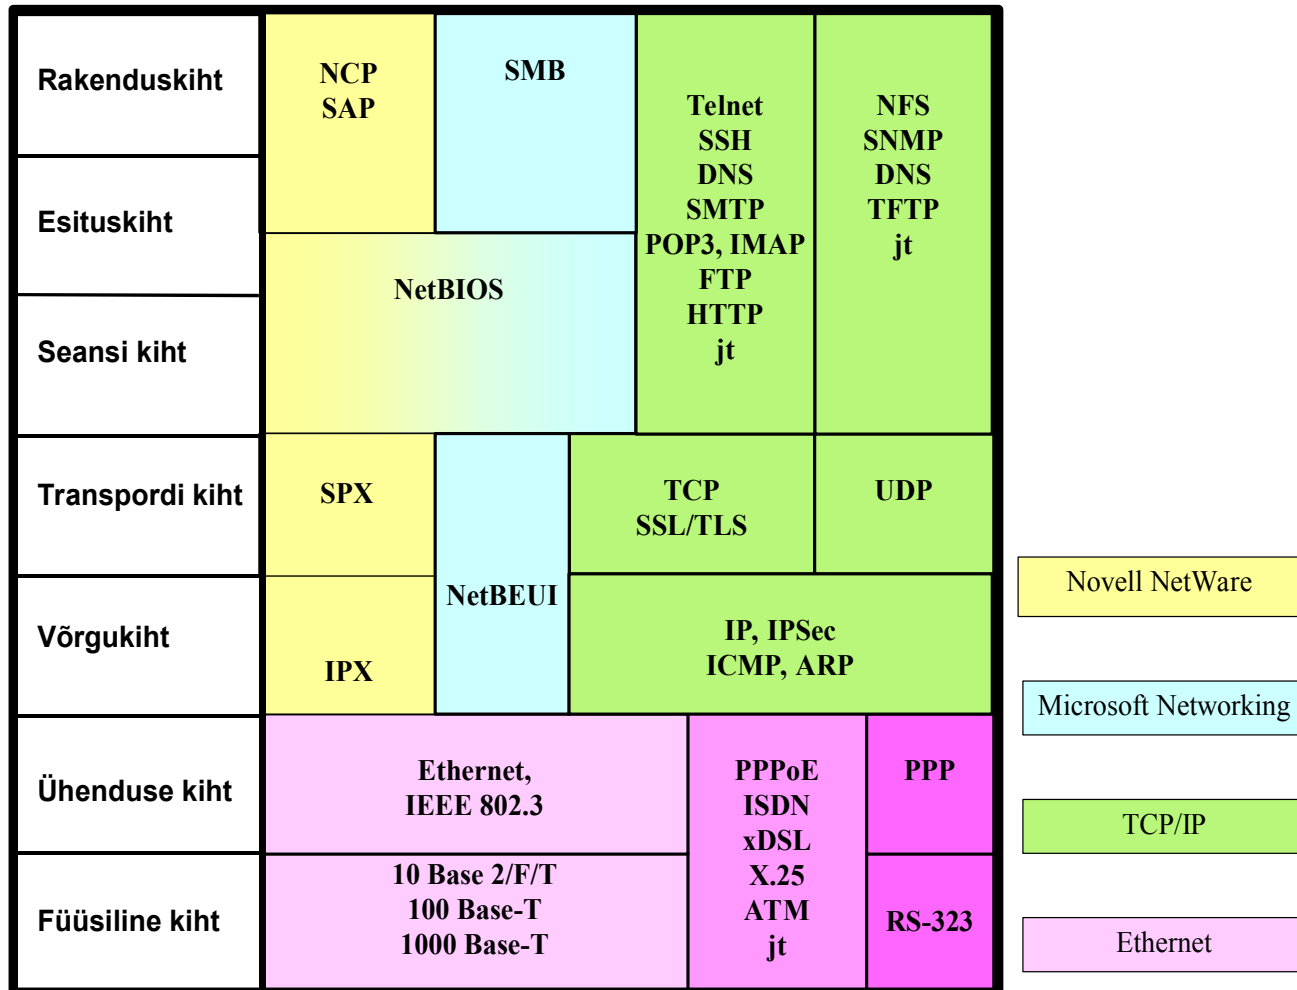 Rakenduskiht
NCP
SAP
SMB
Telnet
SSH
DNS
SMTP
POP3, IMAP
FTP
HTTP
jt
NFS
SNMP
DNS
TFTP
jt
Esituskiht
NetBIOS
Seansi kiht
Transpordi kiht
SPX
NetBEUI
TCP
SSL/TLS
UDP
Võrgukiht
IPX
IP, IPSec
ICMP, ARP
Ühenduse kiht
Ethernet,
IEEE 802.3
PPPoE
ISDN
xDSL
X.25
ATM
jt
PPP
Füüsiline kiht
10 Base 2/F/T
100 Base-T
1000 Base-T
RS-323
Novell NetWare
Microsoft Networking
TCP/IP
Ethernet